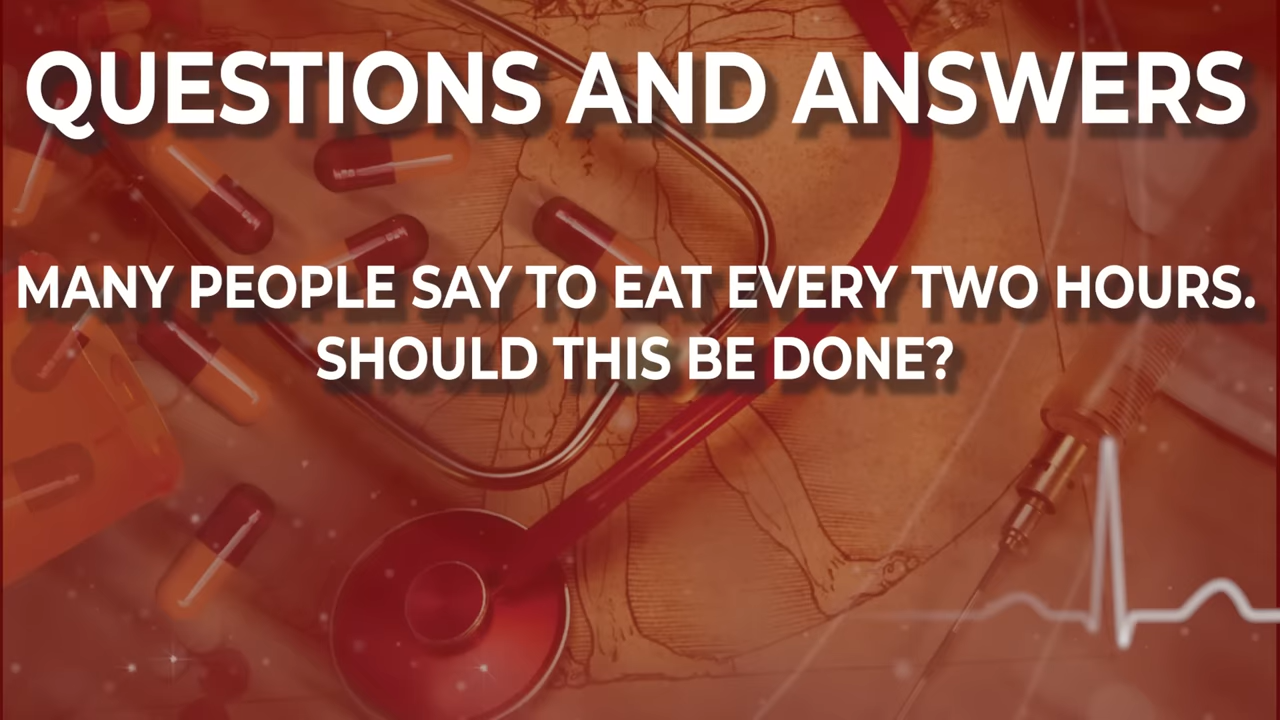 QUESTIONS AND ANSWERS
MANY PEOPLE SAY TO EAT EVERY TWO HOURS.
SHOULD THIS BE DONE?